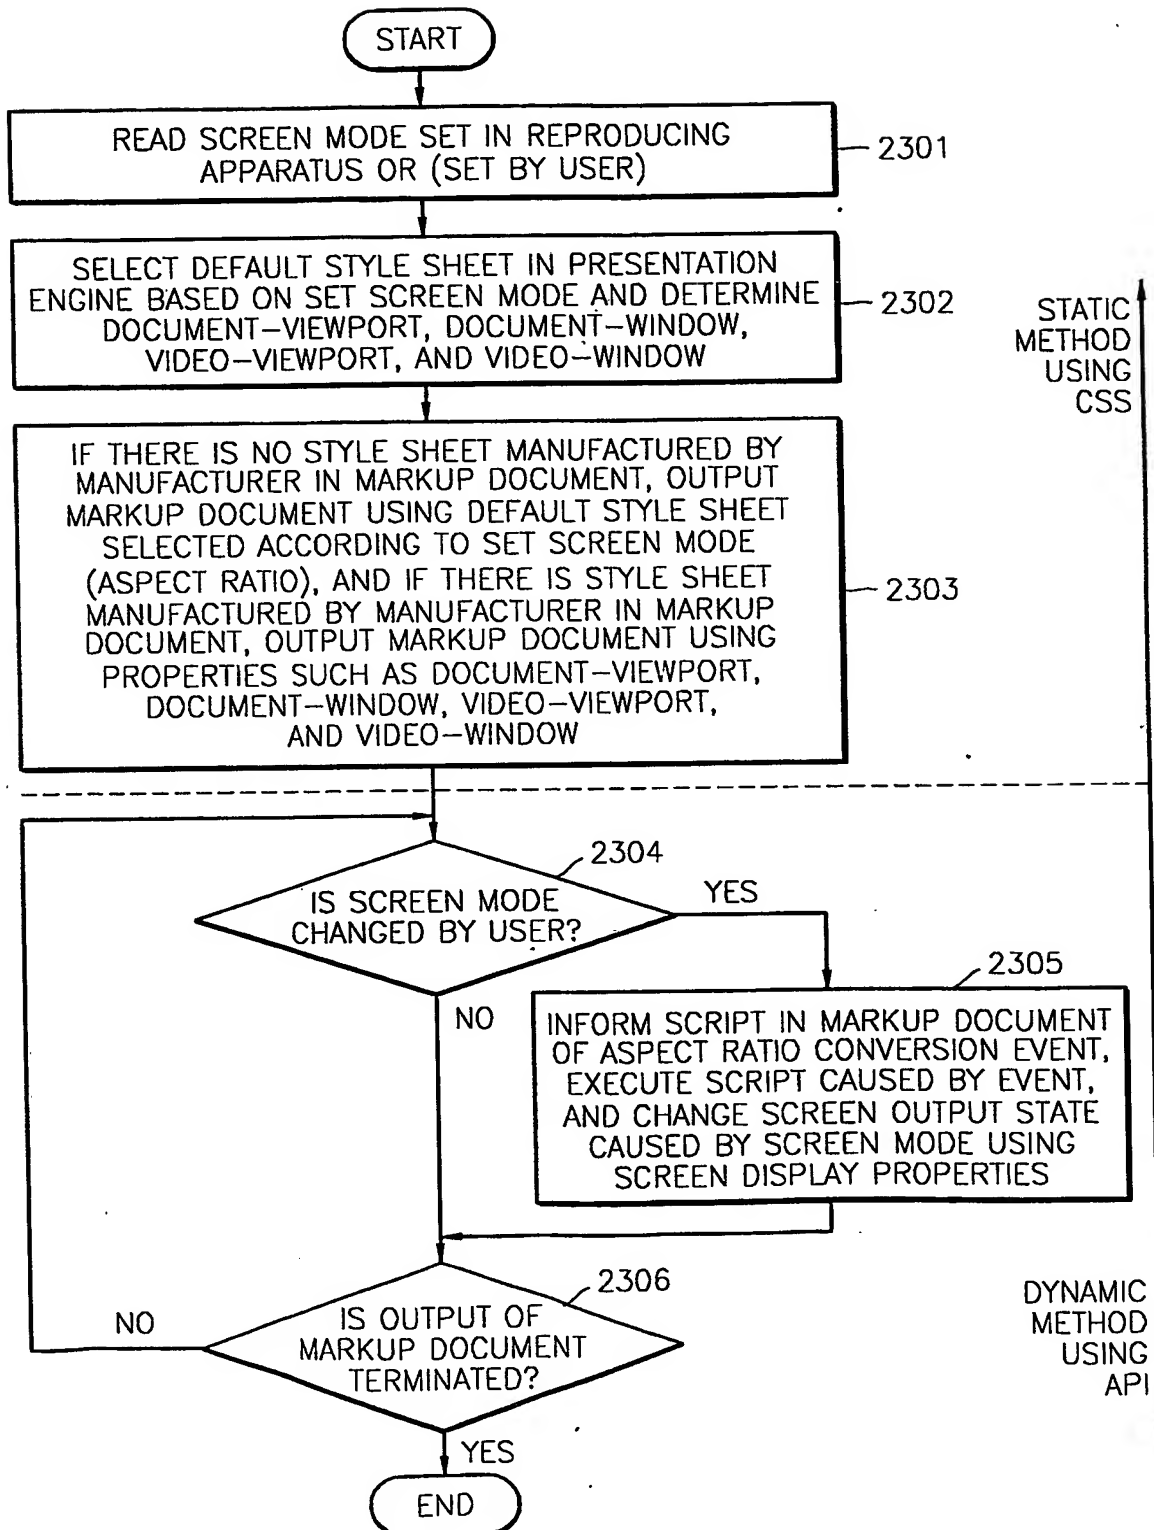 START
READ SCREEN MODE SET IN REPRODUCING
APPARATUS OR (SET BY USER)
2301
SELECT DEFAULT STYLE SHEET IN PRESENTATION
ENGINE BASED ON SET SCREEN MODE AND DETERMINE
DOCUMENT-VIEWPORT, DOCUMENT-WINDOW,
VIDEO-VIEWPORT, AND VIDEO-WINDOW
2302
STATIC
METHOD
USING
CSS
IF THERE IS NO STYLE SHEET MANUFACTURED BY
MANUFACTURER IN MARKUP DOCUMENT, OUTPUT
MARKUP DOCUMENT USING DEFAULT STYLE SHEET
SELECTED ACCORDING TO SET SCREEN MODE
(ASPECT RATIO), AND IF THERE IS STYLE SHEET
MANUFACTURED BY MANUFACTURER IN MARKUP
DOCUMENT, OUTPUT MARKUP DOCUMENT USING
PROPERTIES SUCH AS DOCUMENT-VIEWPORT,
DOCUMENT-WINDOW, VIDEO-VIEWPORT,
AND VIDEO-WINDOW
2303
2304
IS SCREEN MODE
CHANGED BY USER?
YES
NO
2305
INFORM SCRIPT IN MARKUP DOCUMENT
OF ASPECT RATIO CONVERSION EVENT,
EXECUTE SCRIPT CAUSED BY EVENT,
AND CHANGE SCREEN OUTPUT STATE
CAUSED BY SCREEN MODE USING
SCREEN DISPLAY PROPERTIES
2306
IS OUTPUT OF
MARKUP DOCUMENT
TERMINATED?
NO
YES
DYNAMIC
METHOD
USING
API
END